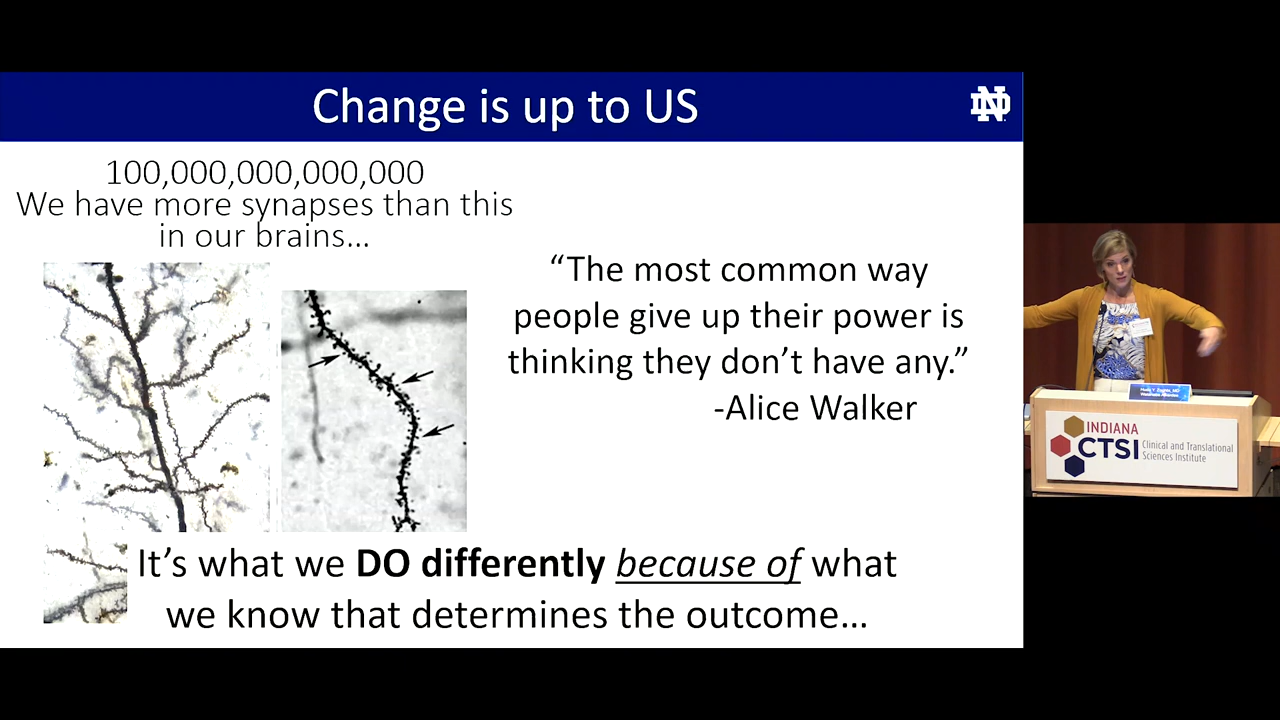 Change is up to US
ND
100,000,000,000,000
We have more synapses than this
in our brains...
“The most common way
people give up their power is
thinking they don’t have any.”
-Alice Walker
It’s what we DO differently because of what
we know that determines the outcome...
INDIANA
CTSI
Clinical and Translational
Sciences Institute